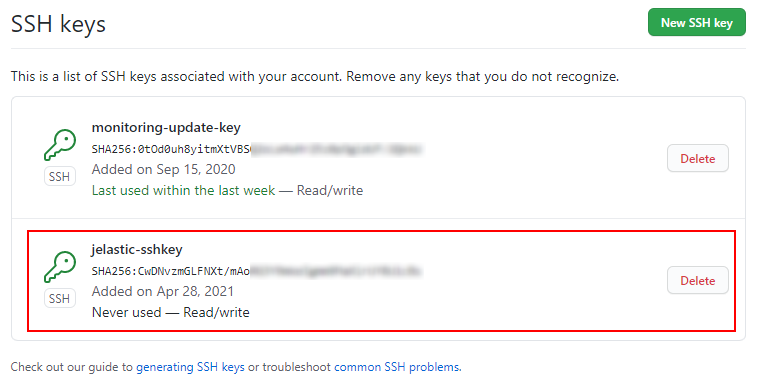 SSH keys
New SSH key
This is a list of SSH keys associated with your account. Remove any keys that you do not recognize.
monitoring-update-key
SHA256:0tOd0uh8yitmXtVBS
Added on Sep 15, 2020
Last used within the last week — Read/write
SSH
Delete
jelastic-sshkey
SHA256:CwDNvzmGLFNXt/mAo
Added on Apr 28, 2021
Never used — Read/write
SSH
Delete
Check out our guide to generating SSH keys or troubleshoot common SSH problems.